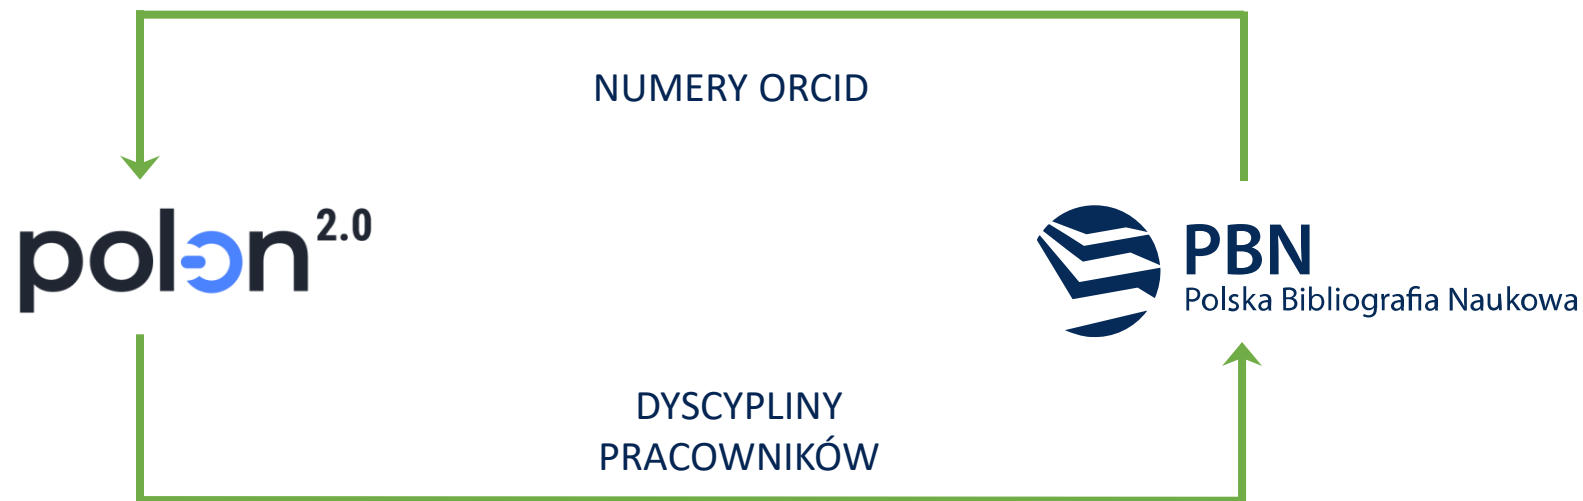 NUMERY ORCID
polon 2.0
PBN
Polska Bibliografia Naukowa
DYSCYPLINY
PRACOWNIKÓW